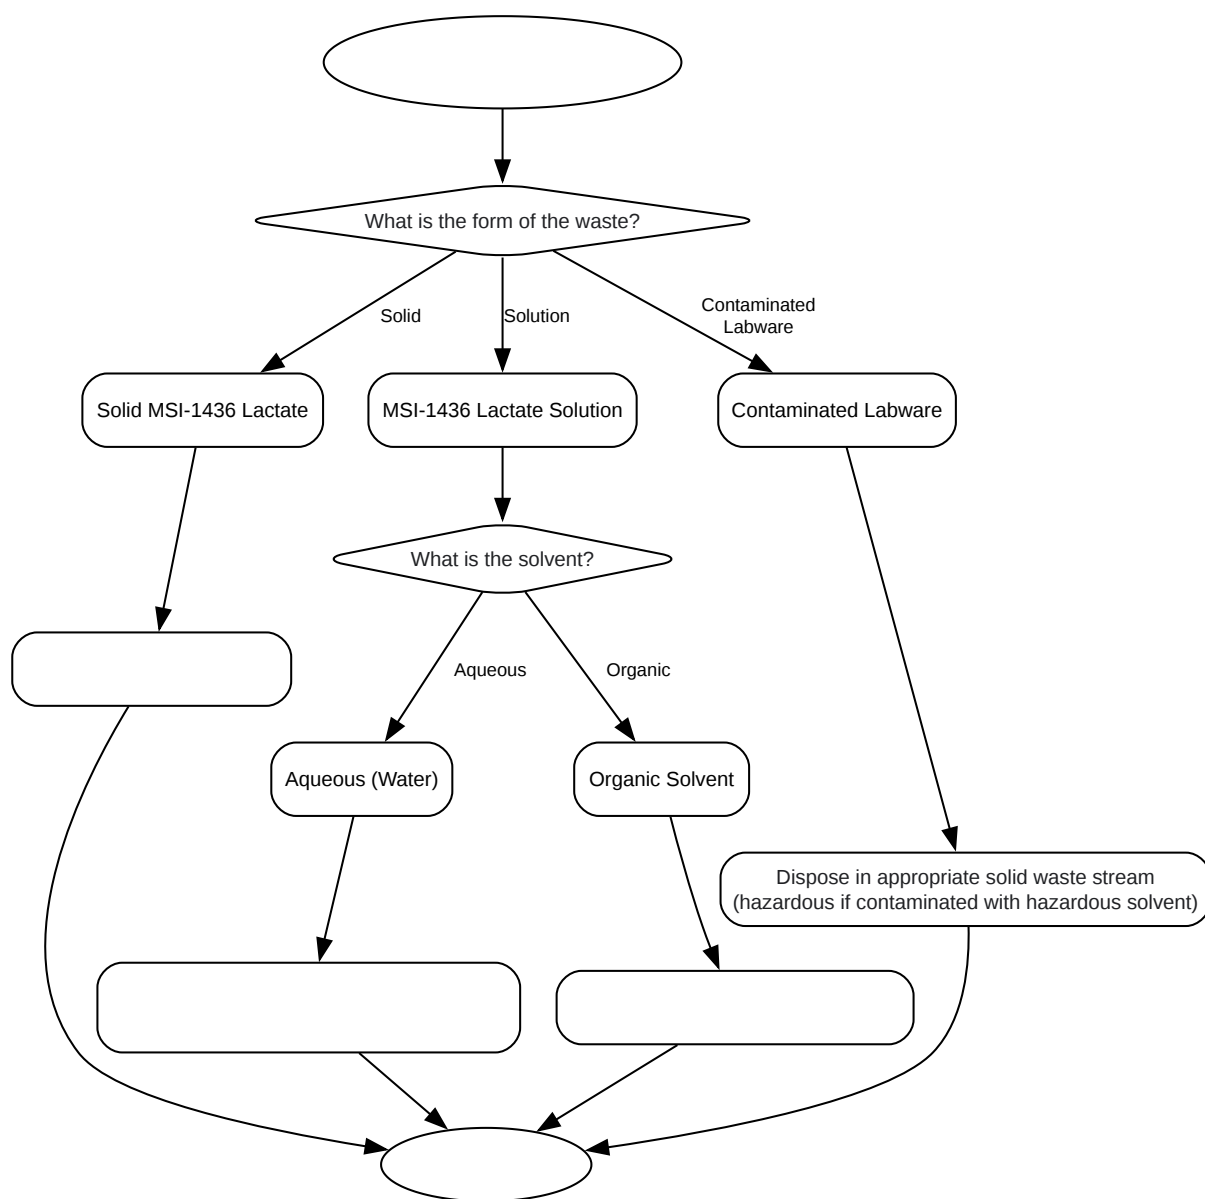 What is the form of the waste?
Solid
Solution
Contaminated
Labware
Solid MSI-1436 Lactate
MSI-1436 Lactate Solution
Contaminated Labware
What is the solvent?
Aqueous
Organic
Aqueous (Water)
Organic Solvent
Dispose in appropriate solid waste stream
(hazardous if contaminated with hazardous solvent)